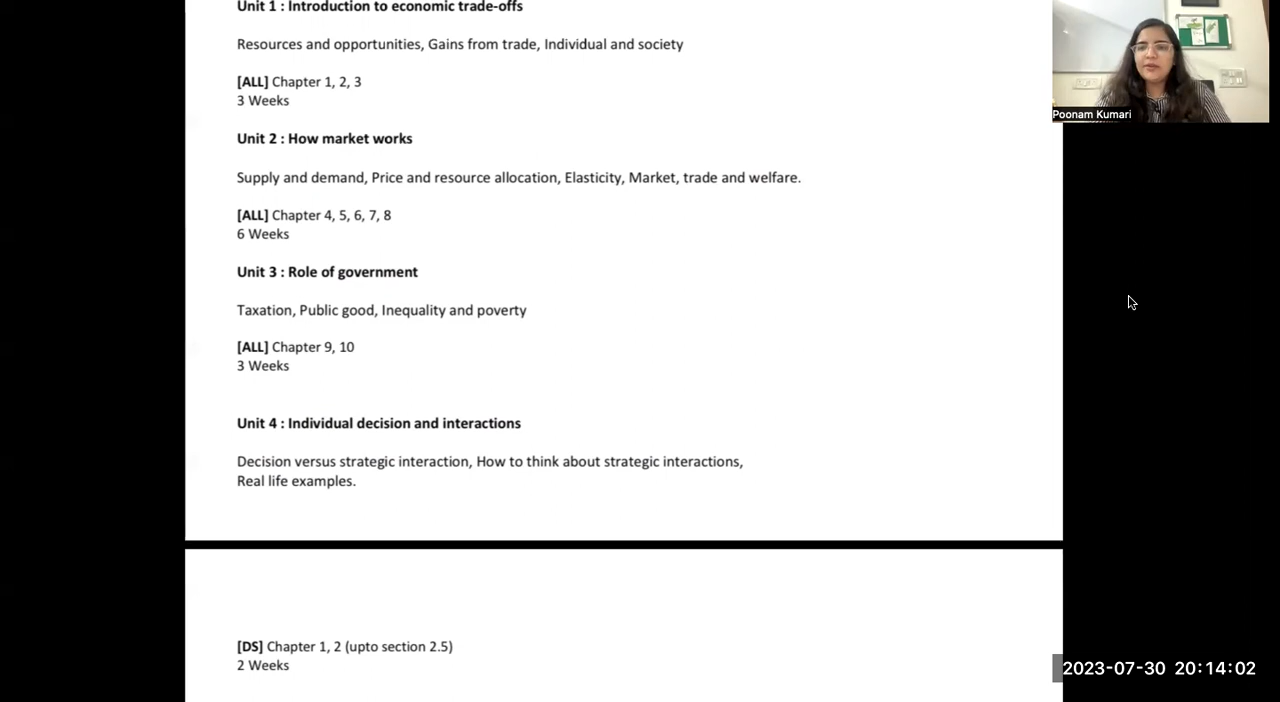 Unit 1 : Introduction to economic trade-offs
Resources and opportunities, Gains from trade, Individual and society
[ALL] Chapter 1, 2, 3
3 Weeks
Unit 2 : How market works
Supply and demand, Price and resource allocation, Elasticity, Market, trade and welfare.
[ALL] Chapter 4, 5, 6, 7, 8
6 Weeks
Unit 3 : Role of government
Taxation, Public good, Inequality and poverty
[ALL] Chapter 9, 10
3 Weeks
Unit 4 : Individual decision and interactions
Decision versus strategic interaction, How to think about strategic interactions,
Real life examples.
[DS] Chapter 1, 2 (upto section 2.5)
2 Weeks
Poonam Kumari
2023-07-30 20:14:02